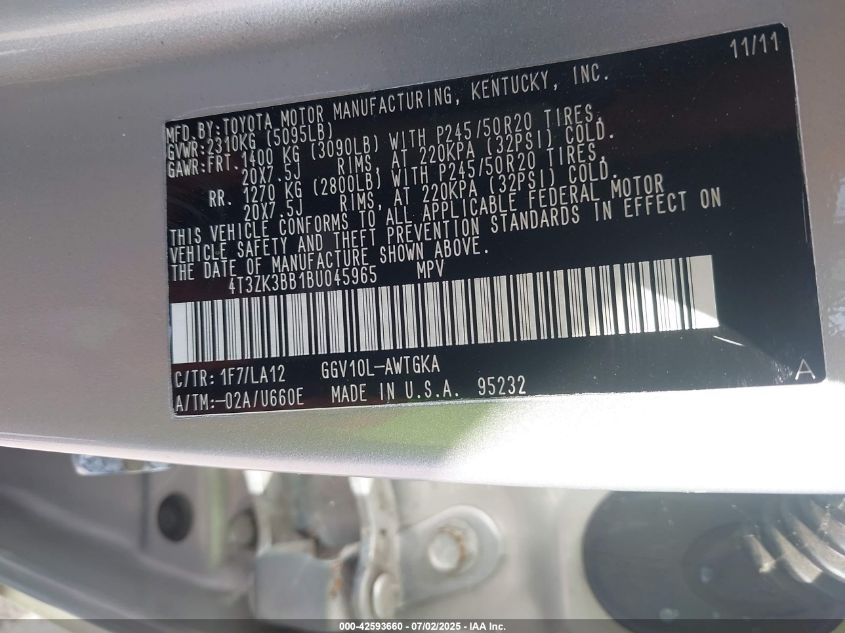 11/11
MFD.BY:TOYOTA MOTOR MANUFACTURING, KENTUCKY, INC.
GVWR:2310KG (5095LB)
GAWR:FRT. 1400 KG (3090LB) WITH P245/50R20 TIRES,
20X7.5J RIMS, AT 220KPA (32PSI) COLD.
RR. 1270 KG (2800LB) WITH P245/50R20 TIRES,
20X7.5J RIMS, AT 220KPA (32PSI) COLD.
THIS VEHICLE CONFORMS TO ALL APPLICABLE FEDERAL MOTOR
VEHICLE SAFETY AND THEFT PREVENTION STANDARDS IN EFFECT ON
THE DATE OF MANUFACTURE SHOWN ABOVE.
4T3ZK3BB1BU045965 MPV
C/TR: 1F7/LA12 GGV10L-AWTGKA
A/TM:-02A/U660E MADE IN U.S.A. 95232
A
000-42593660 - 07/02/2025 - IAA Inc.